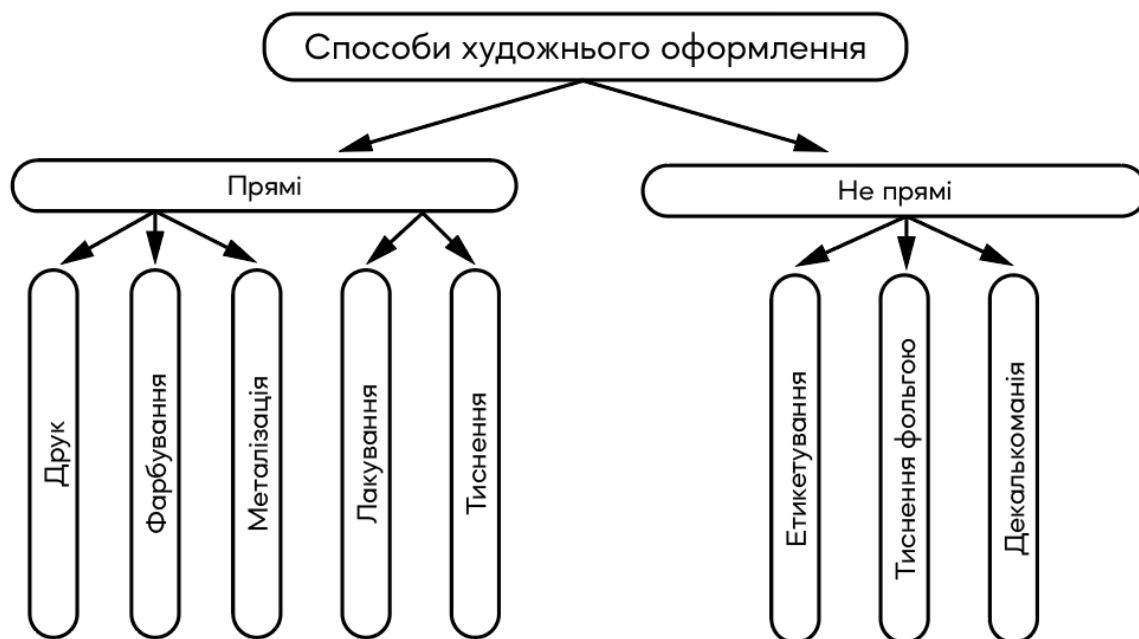 Способи художнього оформлення
Прямі
Не прямі
Друк
Фарбування
Металізація
Лакування
Тиснення
Етикетування
Тиснення фольгою
Декалькоманія